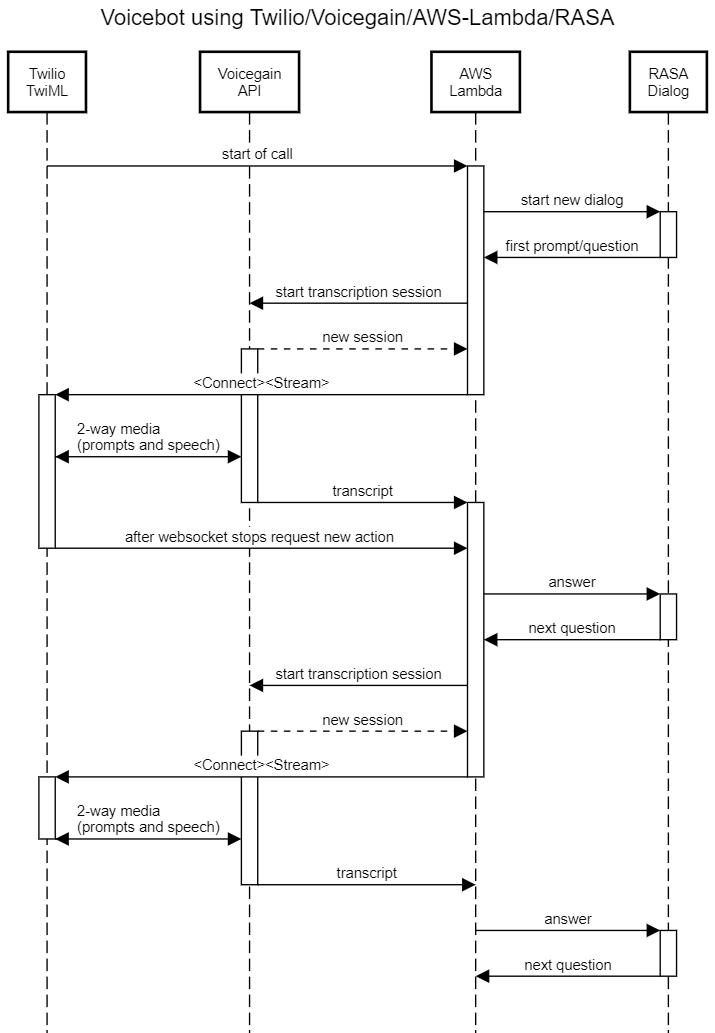 Voicebot using Twilio/Voicegain/AWS-Lambda/RASA
Twilio
TwiML
Voicegain
API
AWS
Lambda
RASA
Dialog
start of call
start new dialog
first prompt/question
start transcription session
new session
<Connect><Stream>
2-way media
(prompts and speech)
transcript
after websocket stops request new action
answer
next question
start transcription session
new session
<Connect><Stream>
2-way media
(prompts and speech)
transcript
answer
next question